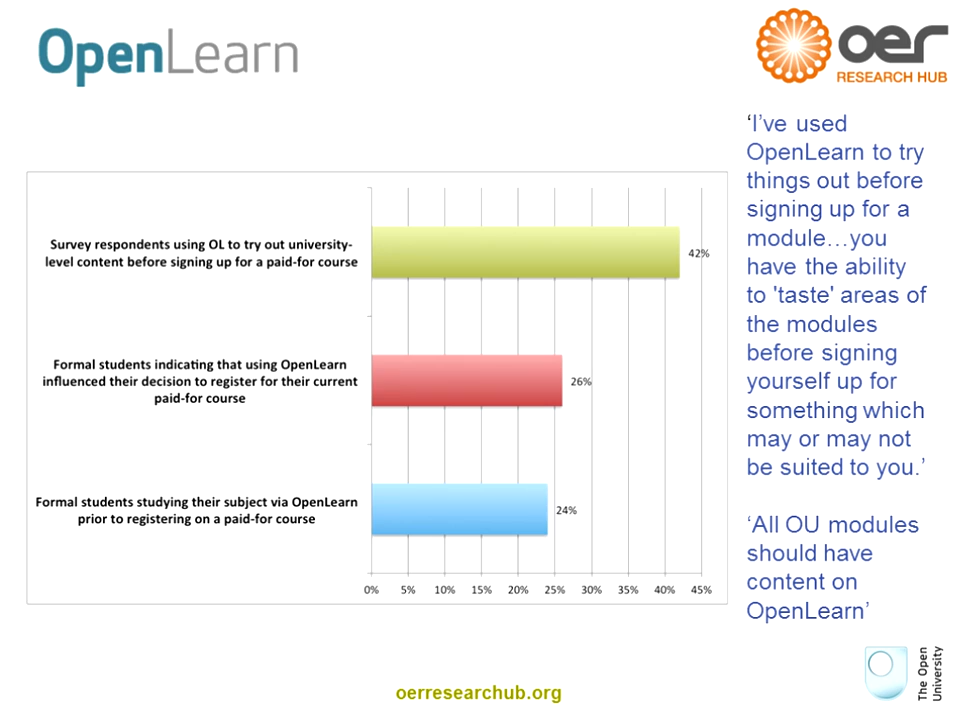 OpenLearn
oer
RESEARCH HUB
Survey respondents using OL to try out university-
level content before signing up for a paid-for course
42%
Formal students indicating that using OpenLearn
influenced their decision to register for their current
paid-for course
26%
Formal students studying their subject via OpenLearn
prior to registering on a paid-for course
24%
0% 5% 10% 15% 20% 25% 30% 35% 40% 45%
‘I’ve used
OpenLearn to try
things out before
signing up for a
module…you
have the ability
to 'taste' areas of
the modules
before signing
yourself up for
something which
may or may not
be suited to you.’
‘All OU modules
should have
content on
OpenLearn’
oerresearchub.org
The Open
University